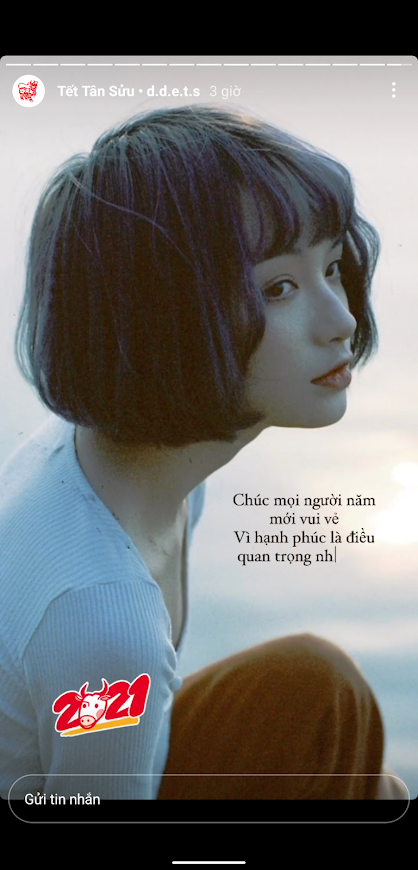 Tết Tân Sửu • d.d.e.t.s 3 giờ
Chúc mọi người năm
mới vui vẻ
Vì hạnh phúc là điều
quan trọng nh
2021
Gửi tin nhắn